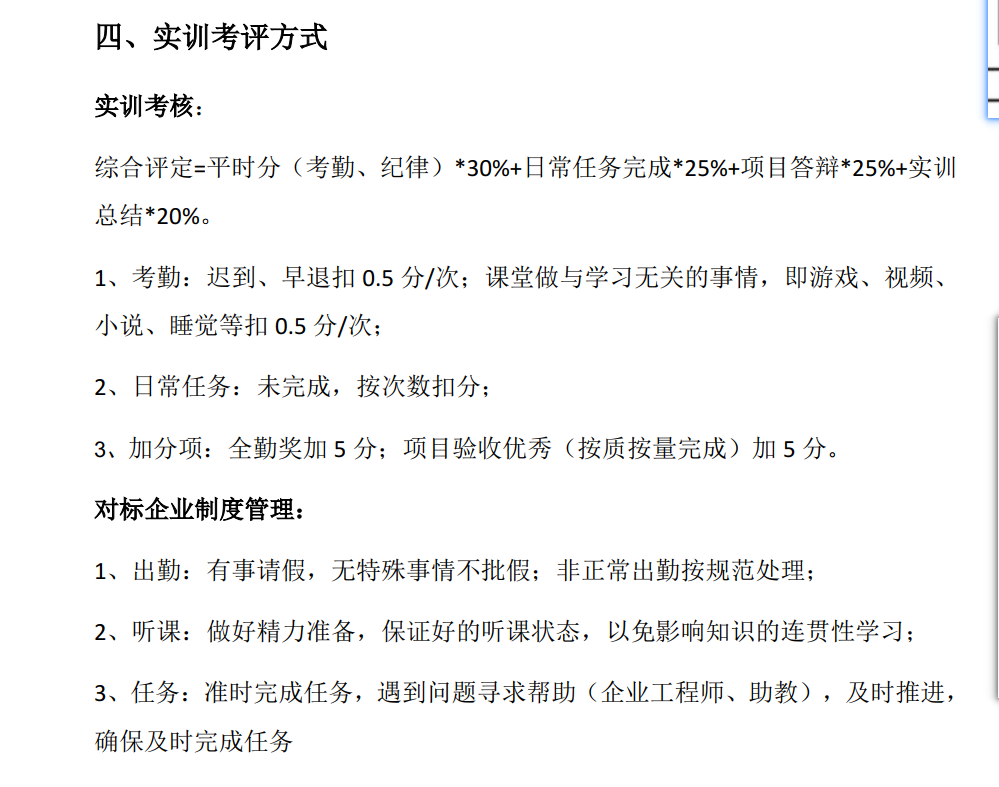 四、实训考评方式
实训考核：
综合评定=平时分（考勤、纪律）*30%+日常任务完成*25%+项目答辩*25%+实训
总结*20%。
1、考勤：迟到、早退扣 0.5 分/次；课堂做与学习无关的事情，即游戏、视频、
小说、睡觉等扣 0.5 分/次；
2、日常任务：未完成，按次数扣分；
3、加分项：全勤奖加 5 分；项目验收优秀（按质按量完成）加 5 分。
对标企业制度管理：
1、出勤：有事请假，无特殊事情不批假；非正常出勤按规范处理；
2、听课：做好精力准备，保证好的听课状态，以免影响知识的连贯性学习；
3、任务：准时完成任务，遇到问题寻求帮助（企业工程师、助教），及时推进，
确保及时完成任务